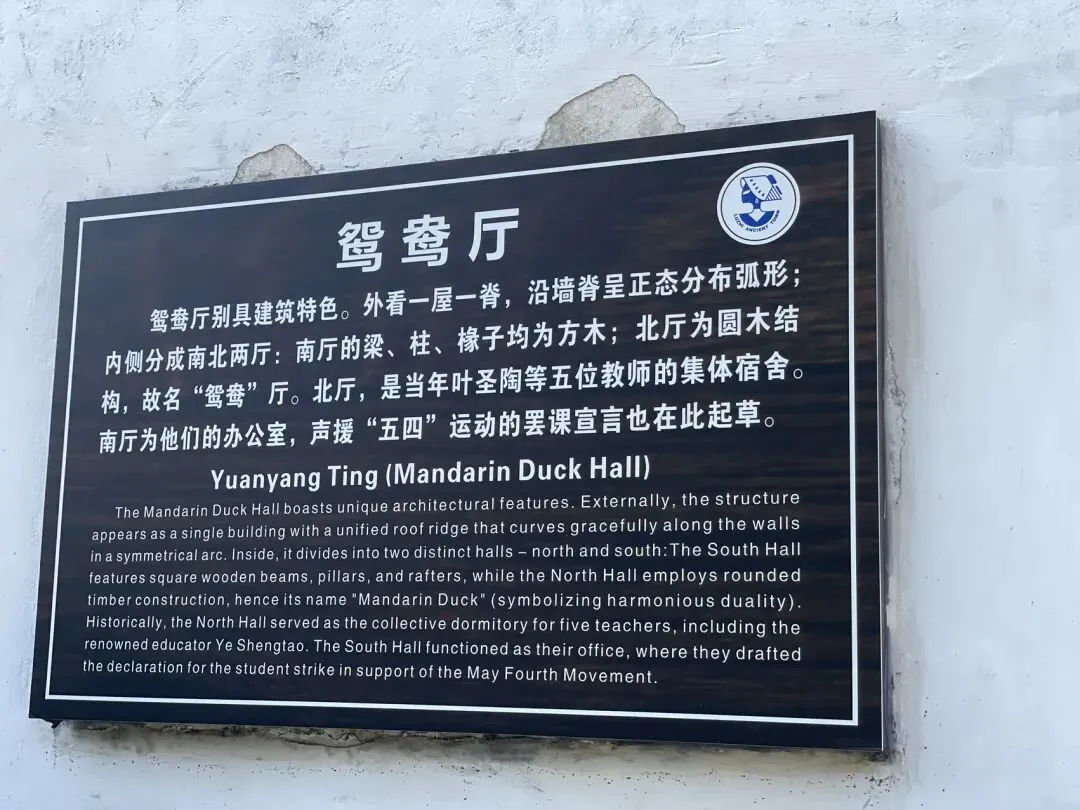 鸳鸯厅
LUZHI ANCIENT TOWN
鸳鸯厅别具建筑特色。外看一屋一脊，沿墙脊呈正态分布弧形；
内侧分成南北两厅：南厅的梁、柱、椽子均为方木；北厅为圆木结
构，故名“鸳鸯”厅。北厅，是当年叶圣陶等五位教师的集体宿舍。
南厅为他们的办公室，声援“五四”运动的罢课宣言也在此起草。
Yuanyang Ting (Mandarin Duck Hall)
The Mandarin Duck Hall boasts unique architectural features. Externally, the structure
appears as a single building with a unified roof ridge that curves gracefully along the walls
in a symmetrical arc. Inside, it divides into two distinct halls – north and south:The South Hall
features square wooden beams, pillars, and rafters, while the North Hall employs rounded
timber construction, hence its name "Mandarin Duck" (symbolizing harmonious duality).
Historically, the North Hall served as the collective dormitory for five teachers, including the
renowned educator Ye Shengtao. The South Hall functioned as their office, where they drafted
the declaration for the student strike in support of the May Fourth Movement.